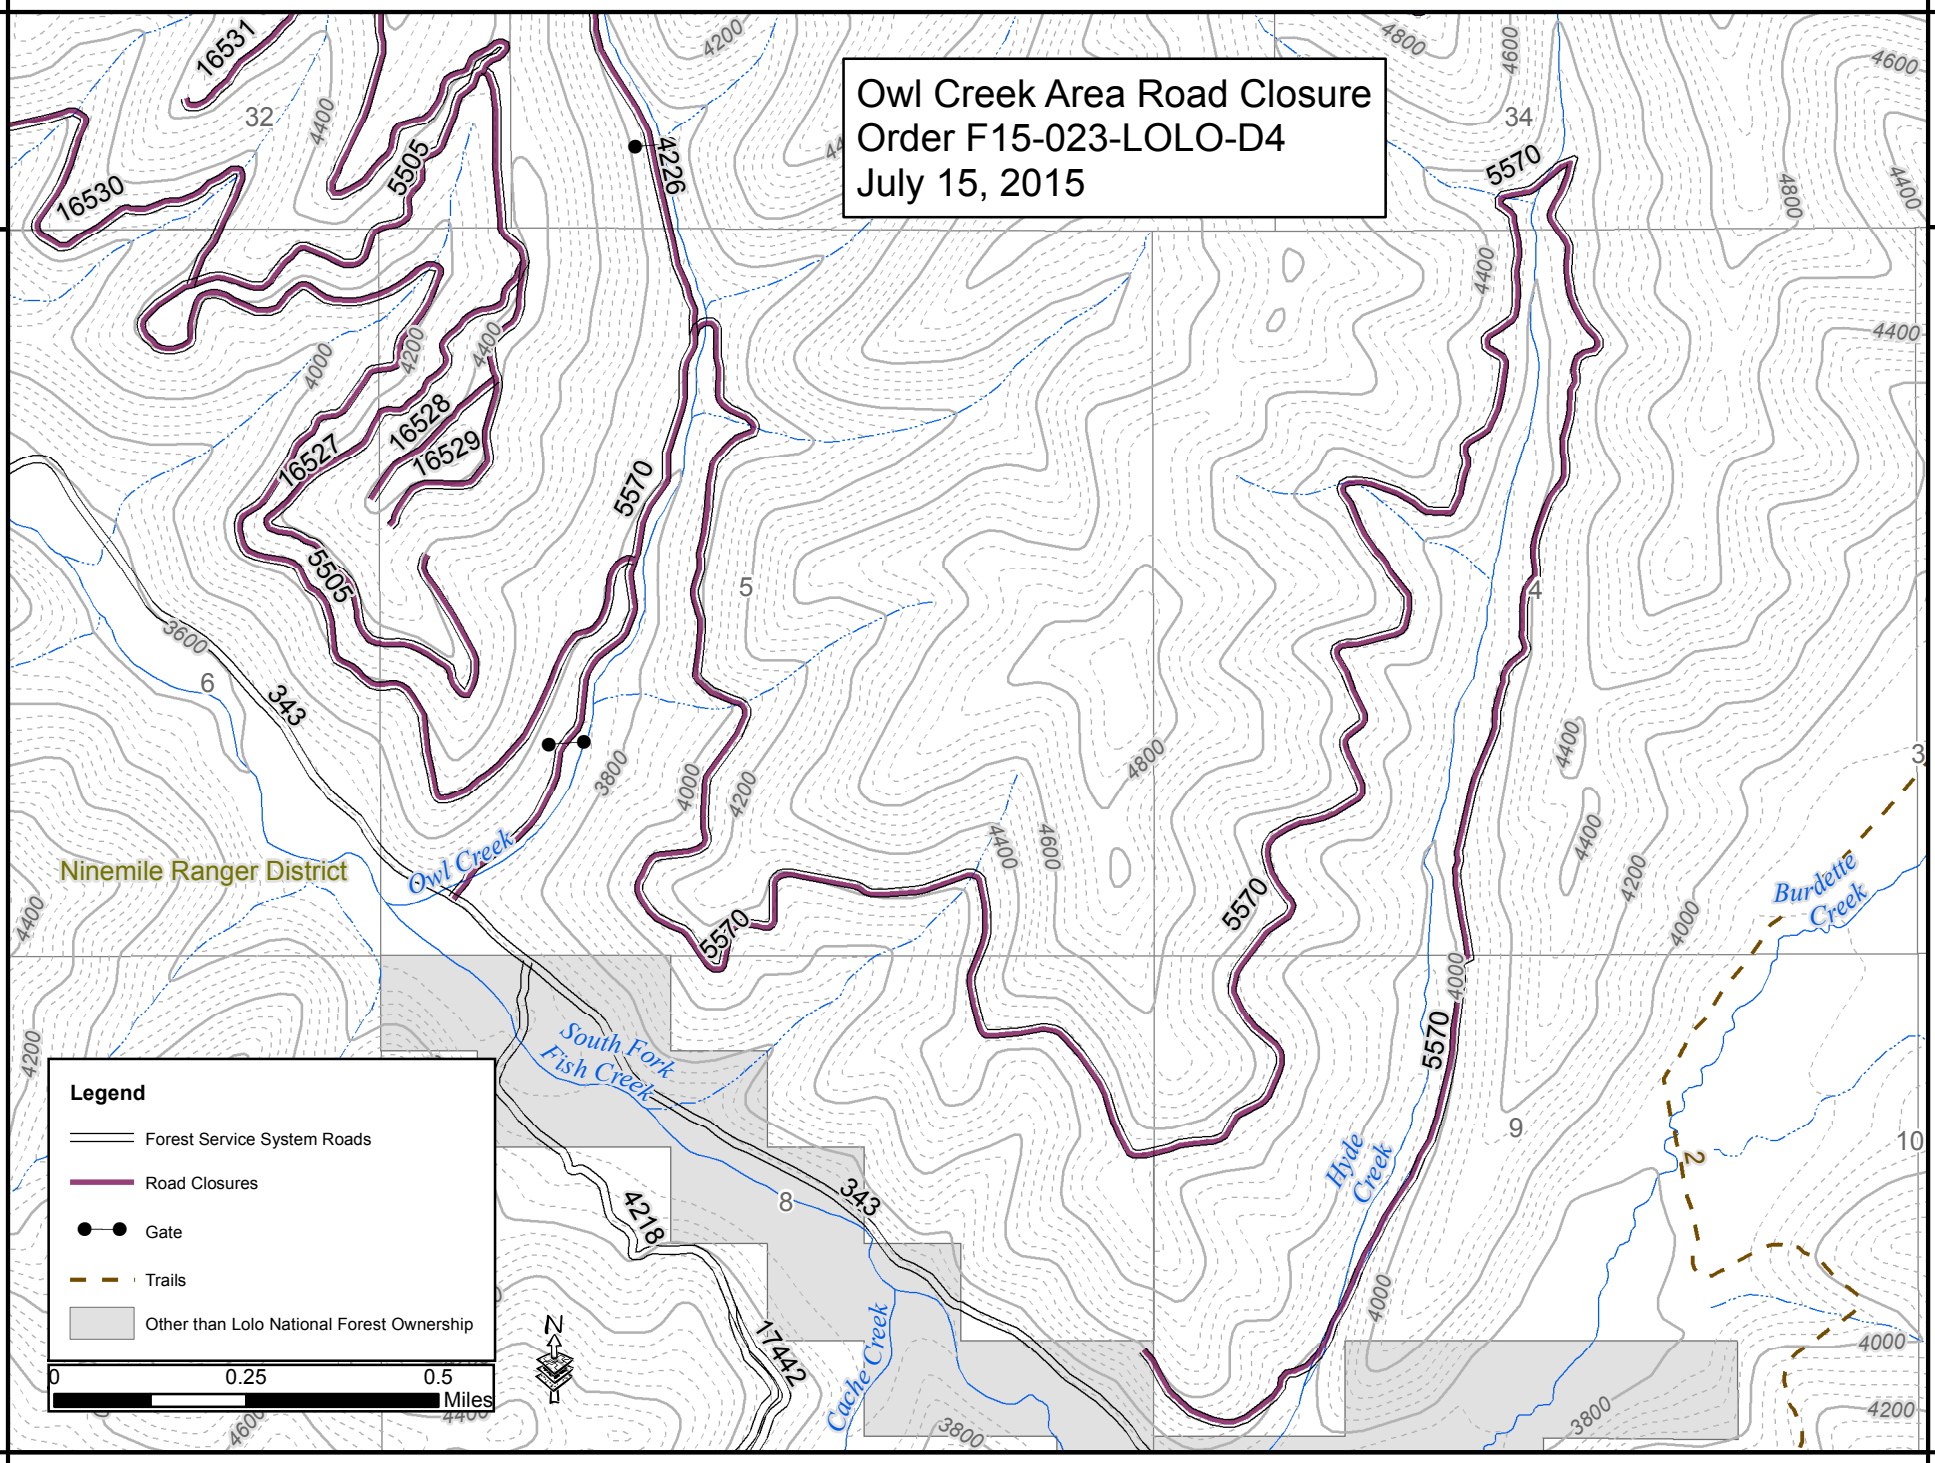 Owl Creek Area Road Closure
Order F15-023-LOLO-D4
July 15, 2015
16531
32
4400
4200
4800
4600
4600
34
5505
16530
4226
5570
4800
4400
4400
4400
4000
4200
4400
16528
16529
16527
5570
5505
5
4
3600
6
343
3800
4000
4200
4800
4400
3
Owl Creek
Ninemile Ranger District
4400
4600
4400
4200
4000
Burdette
Creek
4400
5570
5570
4000
5570
4200
South Fork
Fish Creek
9
10
2
Hyde
Creek
8
343
4218
17442
Cache Creek
4000
4000
4200
3800
3800
4600
4400
Legend
Forest Service System Roads
Road Closures
Gate
Trails
Other than Lolo National Forest Ownership
0 0.25 0.5
Miles
N